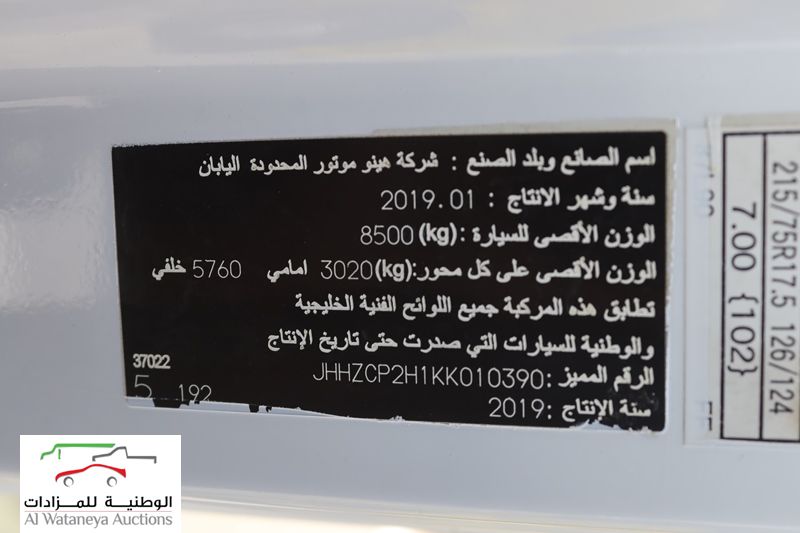 اسم الصانع وبلد الصنع : شركة هينو موتور المحدودة اليابان
سنة وشهر الانتاج : 2019.01
الوزن الأقصى للسيارة :(kg) 8500
الوزن الأقصى على كل محور:(kg)3020 امامي 5760 خلفي
تطابق هذه المركبة جميع اللوائح الفنية الخليجية
والوطنية للسيارات التي صدرت حتى تاريخ الإنتاج
37022
الرقم المميز: JHHZCP2H1KK010390
5 192
سنة الإنتاج :2019
215/75R17.5 126/124
7.00 {102}
الوطنية للمزادات
Al Wataneya Auctions